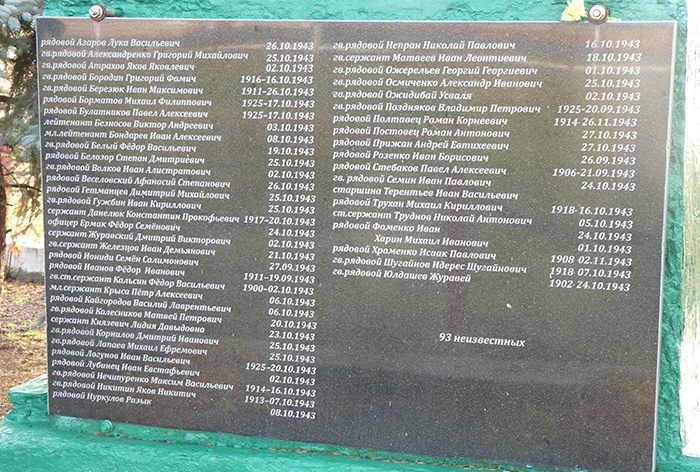 рядовой Азаров Лука Васильевич 26.10.1943
гв.рядовой Александренко Григорий Михайлович 25.10.1943
гв.рядовой Атрахов Яков Яковлевич 02.10.1943
гв.рядовой Бородин Григорий Фомич 1916-16.10.1943
гв.рядовой Березюк Иван Максимович 1911-26.10.1943
рядовой Борматов Михаил Филиппович 1925-17.10.1943
рядовой Булатников Павел Алексеевич 1925-17.10.1943
лейтенант Безносов Виктор Андреевич 03.10.1943
мл.лейтенант Бондарев Иван Алексеевич 08.10.1943
гв.рядовой Белый Фёдор Васильевич 19.10.1943
рядовой Белозор Степан Дмитриевич 25.10.1943
гв.рядовой Волков Иван Алистратович 02.10.1943
рядовой Веселовский Афанасий Степанович 26.10.1943
рядовой Гетманцев Димитрий Михайлович 25.10.1943
гв.рядовой Гужбин Иван Кириллович 25.10.1943
сержант Данелюк Константин Прокофьевич 1917-20.10.1943
офицер Ермак Фёдор Семёнович 24.10.1943
сержант Журавский Дмитрий Викторович 02.10.1943
гв.сержант Железцов Иван Демьянович 21.10.1943
рядовой Иониди Семён Салимонович 27.09.1943
рядовой Иванов Фёдор Иванович 1911-19.09.1943
гв.ст.сержант Калысин Фёдор Васильевич 1900-02.10.1943
мл.сержант Крыса Пётр Алексеевич 06.10.1943
рядовой Кайгородов Василий Лаврентьевич 06.10.1943
гв.рядовой Колесников Матвей Петрович 20.10.1943
сержант Князевич Лидия Давыдовна 23.10.1943
гв.рядовой Корнилов Дмитрий Иванович 25.10.1943
гв.рядовой Лапаев Михаил Ефремович 25.10.1943
рядовой Лагунов Иван Васильевич 1925-20.10.1943
рядовой Лубинец Иван Евстафьевич 02.10.1943
гв.рядовой Нечипуренко Максим Васильевич 1914-16.10.1943
гв.рядовой Никитин Яков Никитич 1913-07.10.1943
рядовой Нуркулов Разык 08.10.1943
гв.рядовой Непран Николай Павлович 16.10.1943
гв.сержант Матвеев Иван Леонтиевич 18.10.1943
гв.рядовой Ожерельев Георгий Георгиевич 01.10.1943
гв.рядовой Осмиченко Александр Иванович 25.10.1943
гв.рядовой Ожидибай Усвали 02.10.1943
гв.рядовой Поздняков Владимир Петрович 1925-20.09.1943
рядовой Полтавец Роман Корнеевич 1914-26.11.1943
рядовой Постовец Роман Антонович 27.10.1943
рядовой Прижан Андрей Евтихеевич 27.10.1943
рядовой Розенко Иван Борисович 26.09.1943
рядовой Стебаков Павел Алексеевич 1906-21.09.1943
гв. рядовой Семин Иван Павлович 24.10.1943
старшина Терентьев Иван Васильевич
рядовой Трухан Михаил Кириллович 1918-16.10.1943
ст.сержант Труднов Николай Антонович 05.10.1943
рядовой Фоменко Иван 24.10.1943
Харин Михаил Иванович 01.10.1943
рядовой Храменко Исаак Павлович 1908 02.11.1943
гв.рядовой Шугайнов Идерес Шугайнович 1918 07.10.1943
гв.рядовой Юлдашев Журавей 1902-24.10.1943
93 неизвестных